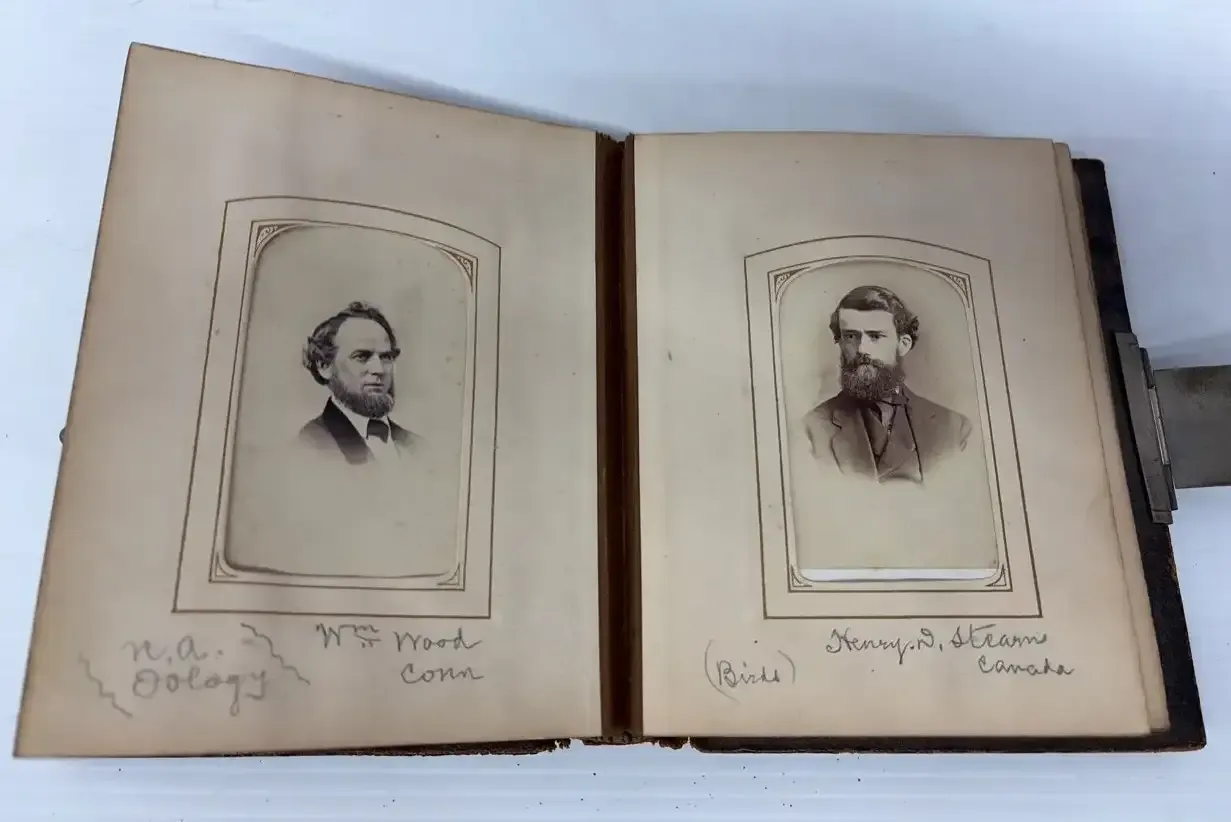 N.A.
Oology
Wm Wood
Conn
(Birds)
Henry. D. Stearns
Canada